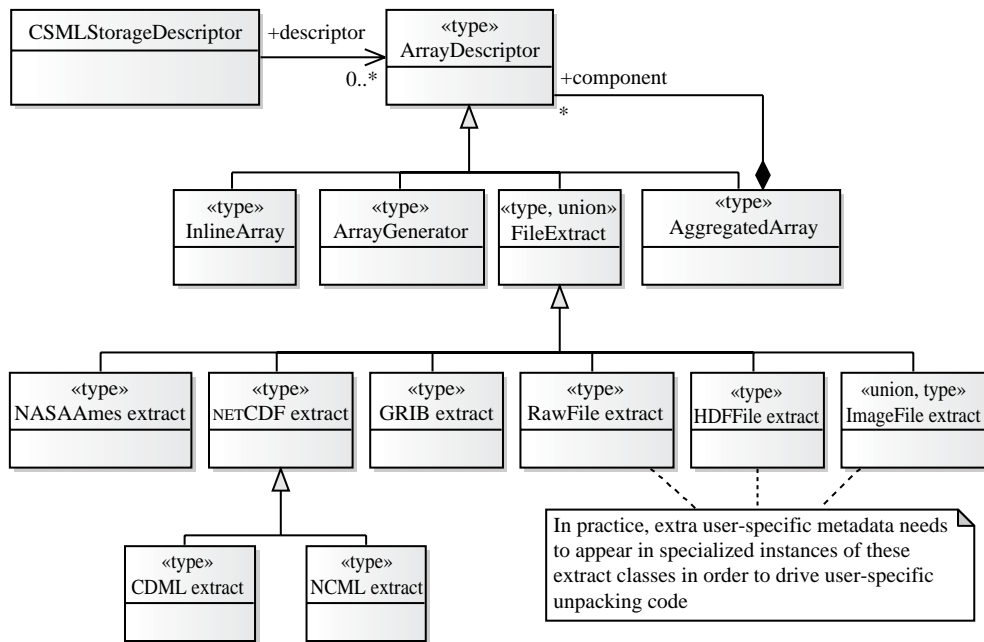 CSMLStorageDescriptor
+descriptor
0..*
«type»
ArrayDescriptor
+component
*
«type»
InlineArray
«type»
ArrayGenerator
«type, union»
FileExtract
«type»
AggregatedArray
«type»
NASAAmes extract
«type»
NETCDF extract
«type»
GRIB extract
«type»
RawFile extract
«type»
HDFFile extract
«union, type»
ImageFile extract
«type»
CDML extract
«type»
NCML extract
In practice, extra user-specific metadata needs
to appear in specialized instances of these
extract classes in order to drive user-specific
unpacking code